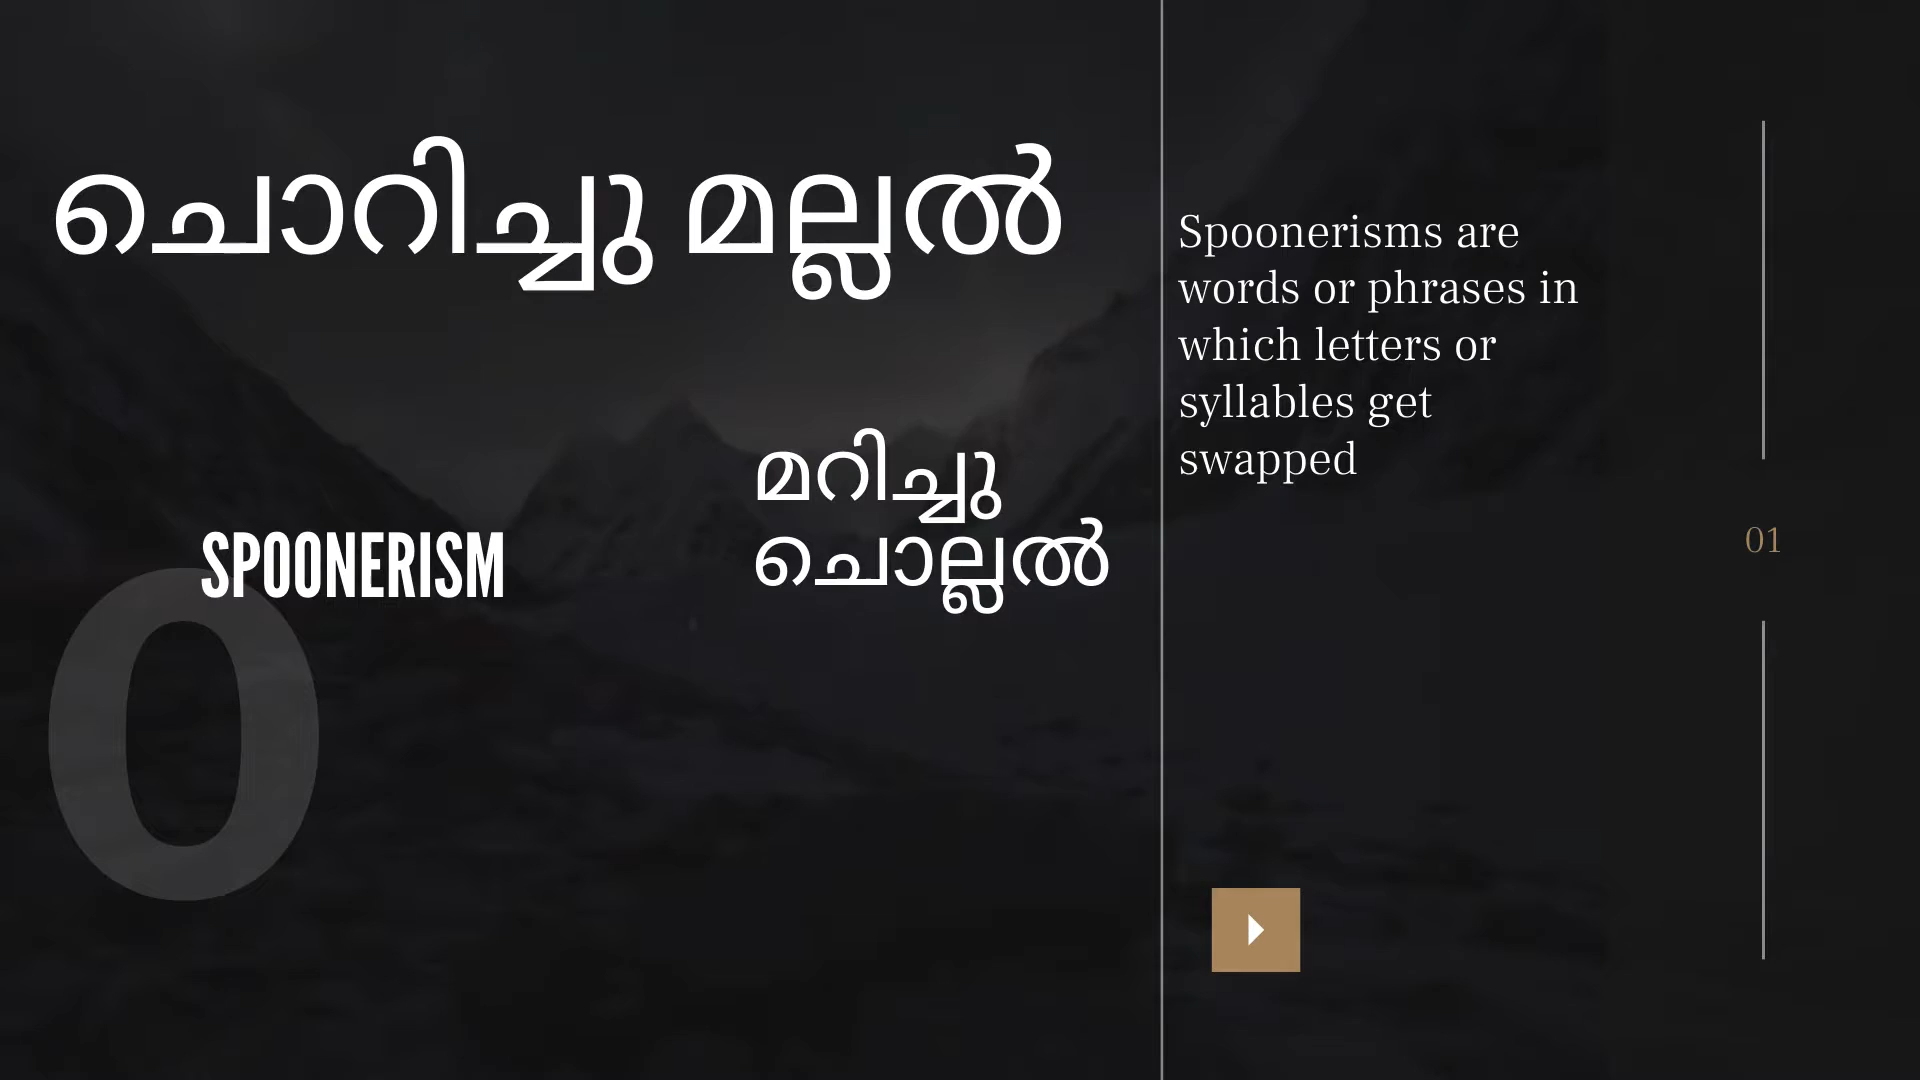 ചൊറിച്ചു മല്ലൽ
മറിച്ചു
ചൊല്ലൽ
SPOONERISM
0
Spoonerisms are
words or phrases in
which letters or
syllables get
swapped
01